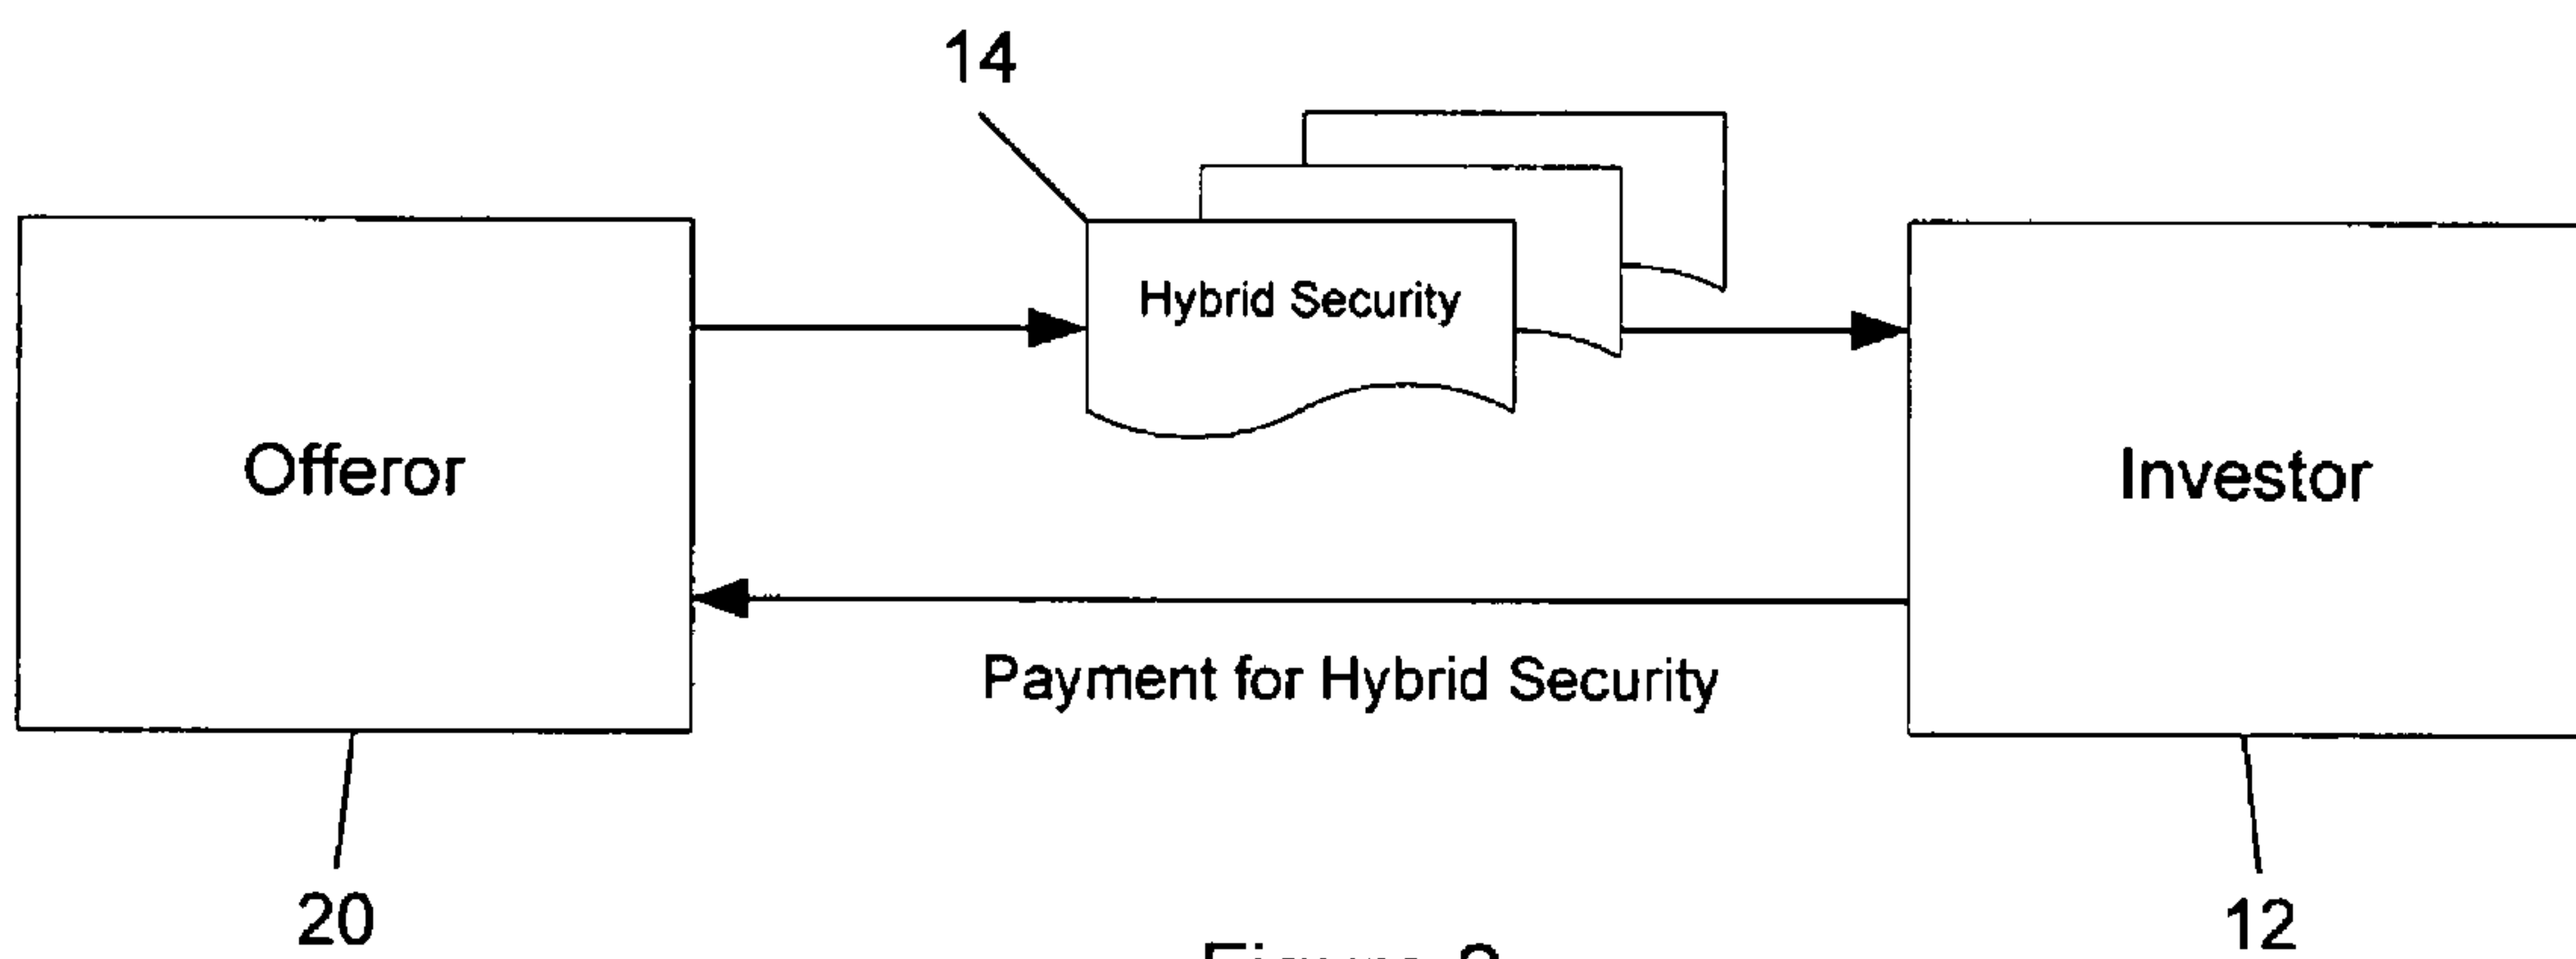 14
Hybrid Security
Offeror
Investor
Payment for Hybrid Security
20
12